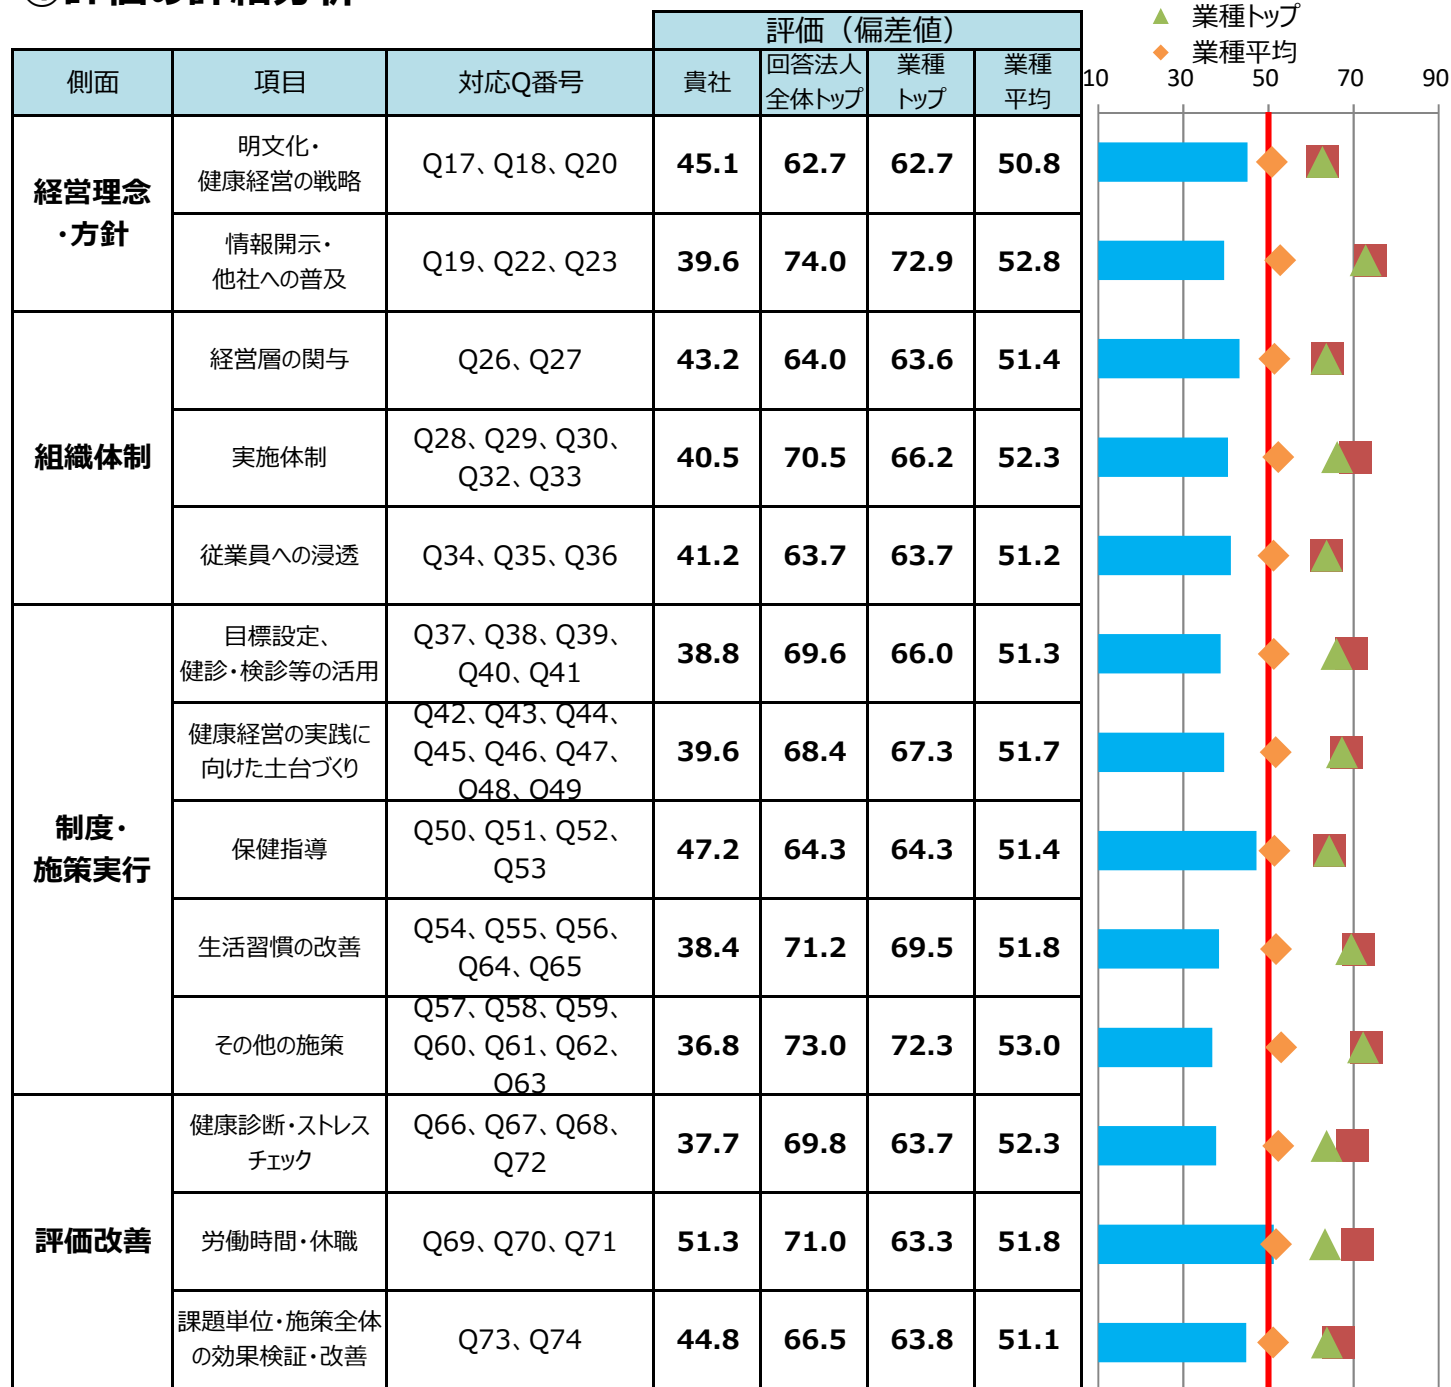 ①評価の詳細分析
▲ 業種トップ
◆ 業種平均
評価（偏差値）
側面 項目 対応Q番号 貴社 回答法人 業種 業種
全体トップ トップ 平均
10 30 50 70 90
経営理念
・方針
明文化・
健康経営の戦略
Q17、Q18、Q20 45.1 62.7 62.7 50.8
情報開示・
他社への普及
Q19、Q22、Q23 39.6 74.0 72.9 52.8
組織体制
経営層の関与 Q26、Q27 43.2 64.0 63.6 51.4
実施体制
Q28、Q29、Q30、
Q32、Q33
40.5 70.5 66.2 52.3
従業員への浸透 Q34、Q35、Q36 41.2 63.7 63.7 51.2
制度・
施策実行
目標設定、
健診・検診等の活用
Q37、Q38、Q39、
Q40、Q41
38.8 69.6 66.0 51.3
健康経営の実践に
向けた土台づくり
Q42、Q43、Q44、
Q45、Q46、Q47、
Q48、Q49
39.6 68.4 67.3 51.7
保健指導
Q50、Q51、Q52、
Q53
47.2 64.3 64.3 51.4
生活習慣の改善
Q54、Q55、Q56、
Q64、Q65
38.4 71.2 69.5 51.8
その他の施策
Q57、Q58、Q59、
Q60、Q61、Q62、
Q63
36.8 73.0 72.3 53.0
評価改善
健康診断・ストレス
チェック
Q66、Q67、Q68、
Q72
37.7 69.8 63.7 52.3
労働時間・休職 Q69、Q70、Q71 51.3 71.0 63.3 51.8
課題単位・施策全体
の効果検証・改善
Q73、Q74 44.8 66.5 63.8 51.1